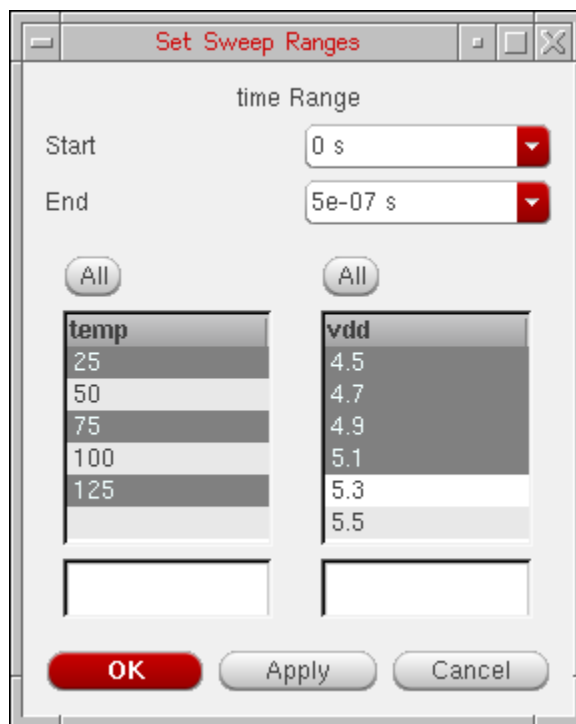 Set Sweep Ranges
time Range
Start 0 s
End 5e-07 s
All All
temp vdd
25 4.5
50 4.7
75 4.9
100 5.1
125 5.3
5.5
OK Apply Cancel